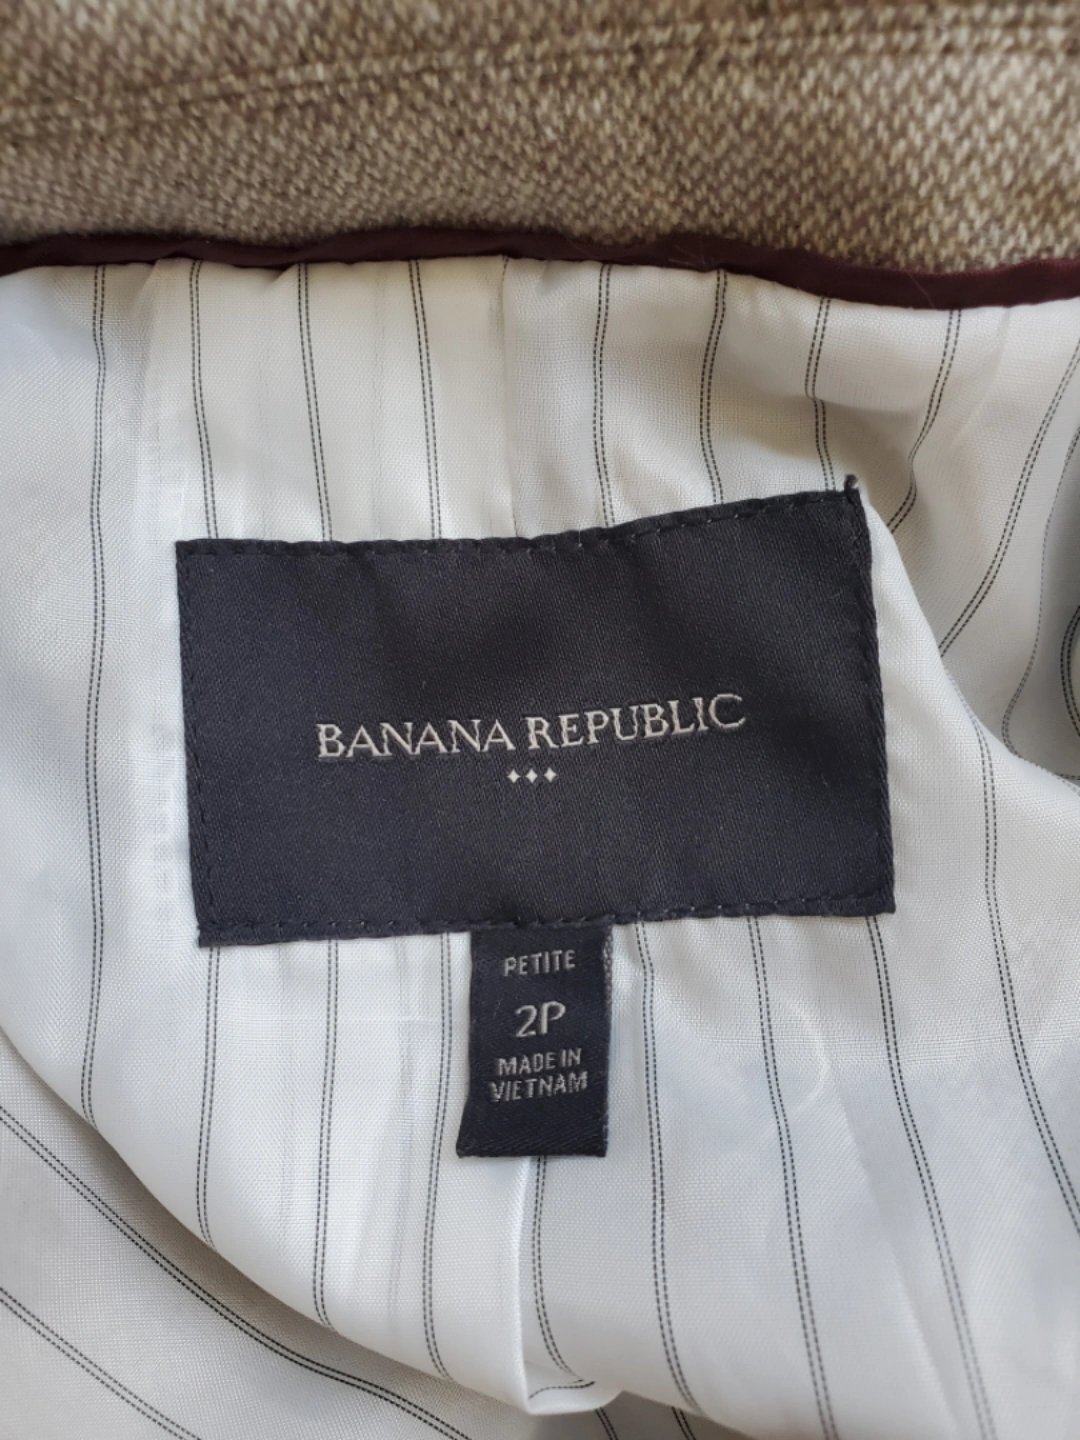 BANANA REPUBLIC
PETITE
2P
MADE IN
VIETNAM